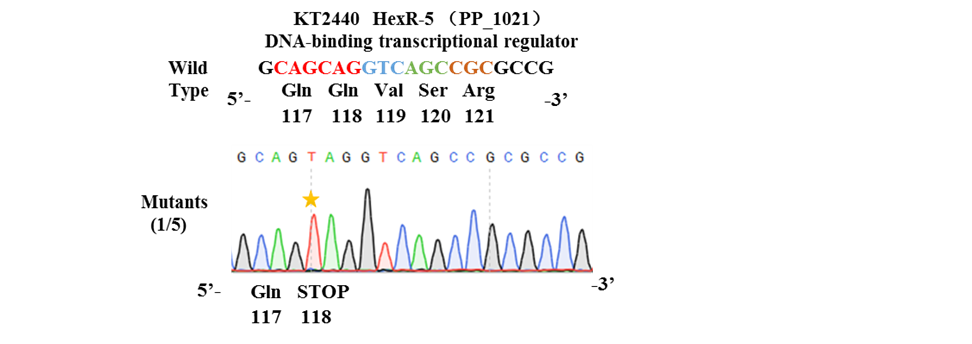 KT2440 HexR-5 （PP_1021）
DNA-binding transcriptional regulator
Wild Type 5’- GCAGCAGGTCAGCCGCGCCG -3’
Gln Gln Val Ser Arg
117 118 119 120 121
G C A G T A G G T C A G C C G C G C C G
Mutants
(1/5)
5’- Gln STOP -3’
117 118